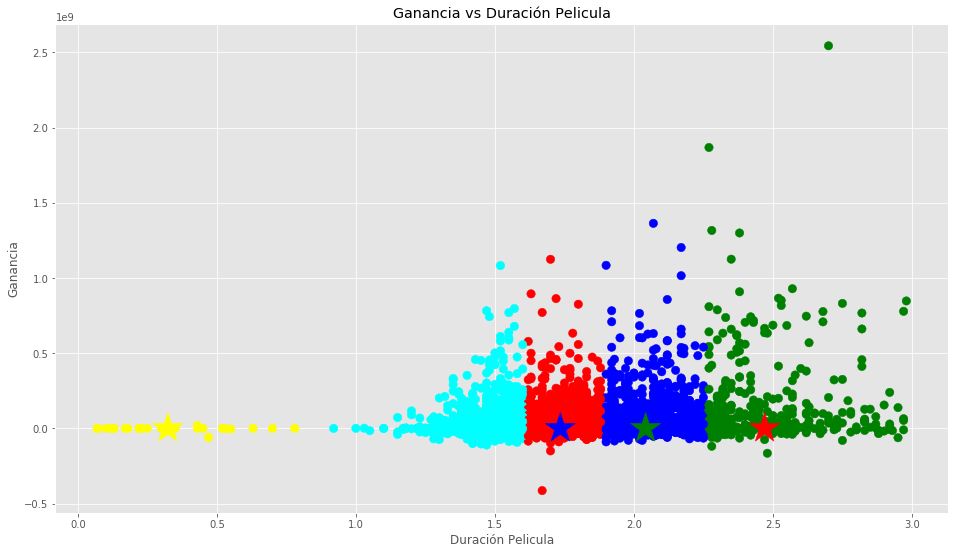 Ganancia vs Duración Pelicula
1e9
2.5
2.0
1.5
1.0
0.5
0.0
−0.5
Ganancia
0.0 0.5 1.0 1.5 2.0 2.5 3.0
Duración Pelicula